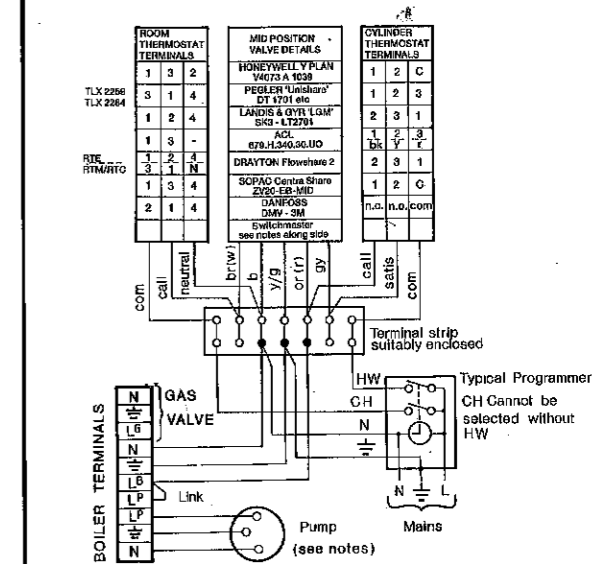 ROOM
THERMOSTAT
TERMINALS
1 3 2
3 1 4
1 2 4
1 3 -
1 2 4
3 1 N
1 3 4
2 1 4
TLX 2259
TLX 2264
RTE
RTM/RTC
MID POSITION
VALVE DETAILS
HONEYWELL Y PLAN
V4073 A 1039
PEGLER 'Unishare'
DT 1701 etc
LANDIS & GYR 'LGM'
SK3 - LT2701
ACL
679.H.340.30.UO
DRAYTON Flowshare 2
SOPAC Centra Share
ZV20-EB-MID
DANFOSS
DMV - 3M
Switchmaster
see notes along side
CYLINDER
THERMOSTAT
TERMINALS
1 2 C
1 2 3
2 3 1
1 2 3
bk y r
2 3 1
1 2 C
n.o. n.o. com
com
call
neutral
br(w)
b
y/g
or (r)
gy
call
satis
com
Terminal strip
suitably enclosed
HW
CH
N
Typical Programmer
CH Cannot be
selected without
HW
N L
Mains
BOILER TERMINALS
N
LG
GAS
VALVE
N
LB
LP
Link
LP
N
Pump
(see notes)